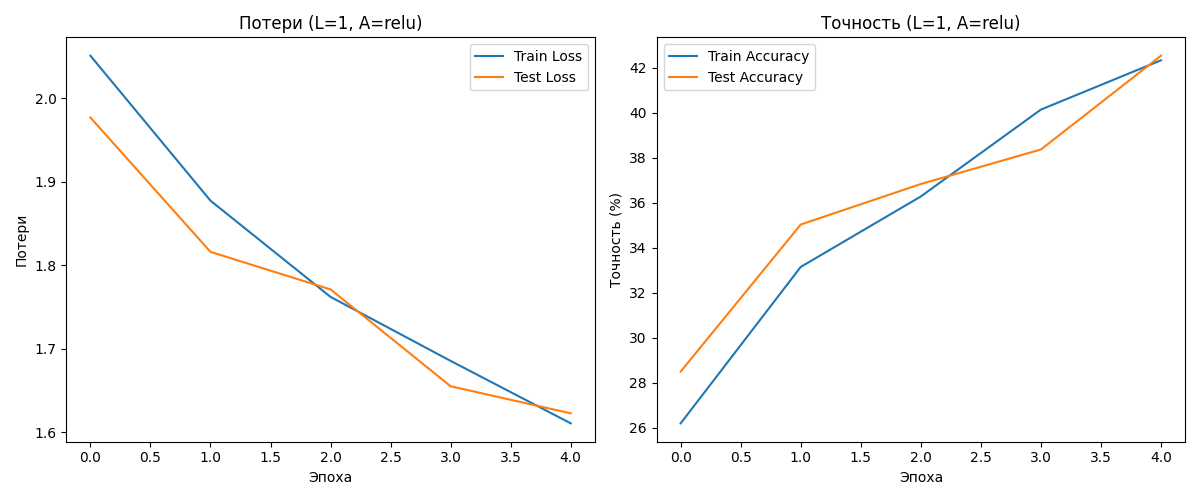 Потери (L=1, A=relu)
Train Loss
Test Loss
2.0
1.9
1.8
1.7
1.6
Потери
0.0 0.5 1.0 1.5 2.0 2.5 3.0 3.5 4.0
Эпоха
Точность (L=1, A=relu)
Train Accuracy
Test Accuracy
42
40
38
36
34
32
30
28
26
Точность (%)
0.0 0.5 1.0 1.5 2.0 2.5 3.0 3.5 4.0
Эпоха